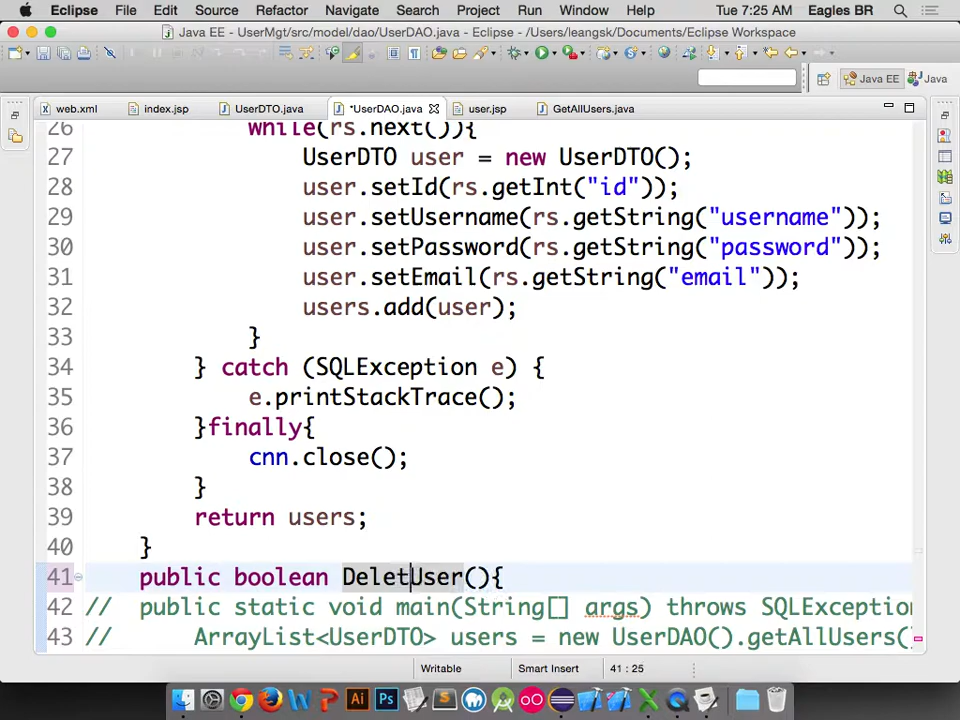 Eclipse File Edit Source Refactor Navigate Search Project Run Window Help Tue 7:25 AM Eagles BR
Java EE - UserMgt/src/model/dao/UserDAO.java - Eclipse - /Users/leangsk/Documents/Eclipse Workspace
Java EE Java
web.xml index.jsp UserDTO.java *UserDAO.java user.jsp GetAllUsers.java
26 while(rs.next()){
27 UserDTO user = new UserDTO();
28 user.setId(rs.getInt("id"));
29 user.setUsername(rs.getString("username"));
30 user.setPassword(rs.getString("password"));
31 user.setEmail(rs.getString("email"));
32 users.add(user);
33 }
34 } catch (SQLException e) {
35 e.printStackTrace();
36 }finally{
37 cnn.close();
38 }
39 return users;
40 }
41 public boolean DeletUser(){
42 // public static void main(String[] args) throws SQLException
43 // ArrayList<UserDTO> users = new UserDAO().getAllUsers(
Writable Smart Insert 41 : 25
Ai Ps S